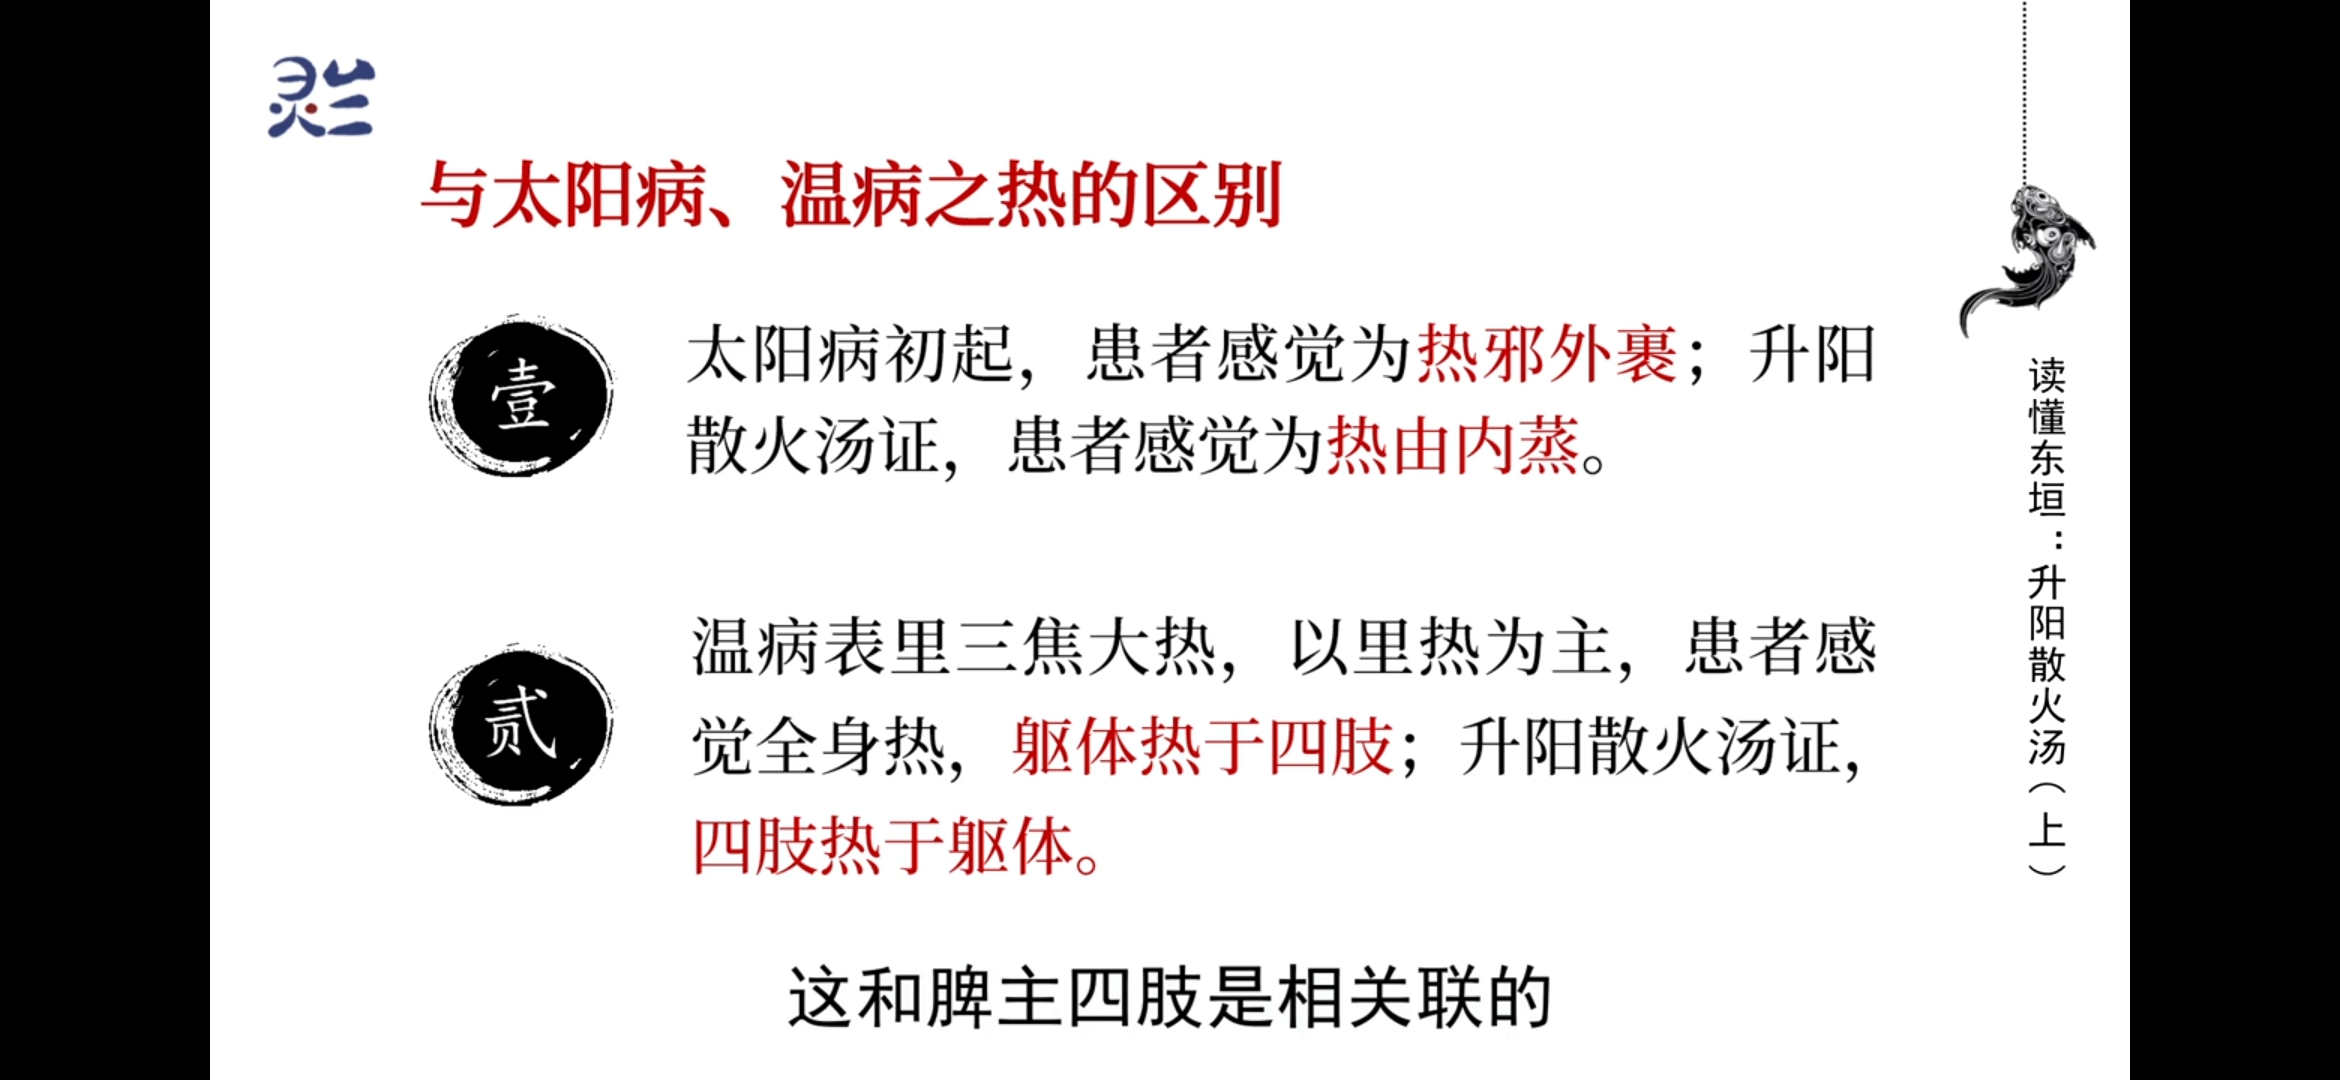 灵兰
与太阳病、温病之热的区别
壹
太阳病初起，患者感觉为热邪外裹；升阳
散火汤证，患者感觉为热由内蒸。
贰
温病表里三焦大热，以里热为主，患者感
觉全身热，躯体热于四肢；升阳散火汤证，
四肢热于躯体。
这和脾主四肢是相关联的
读懂东垣：升阳散火汤（上）